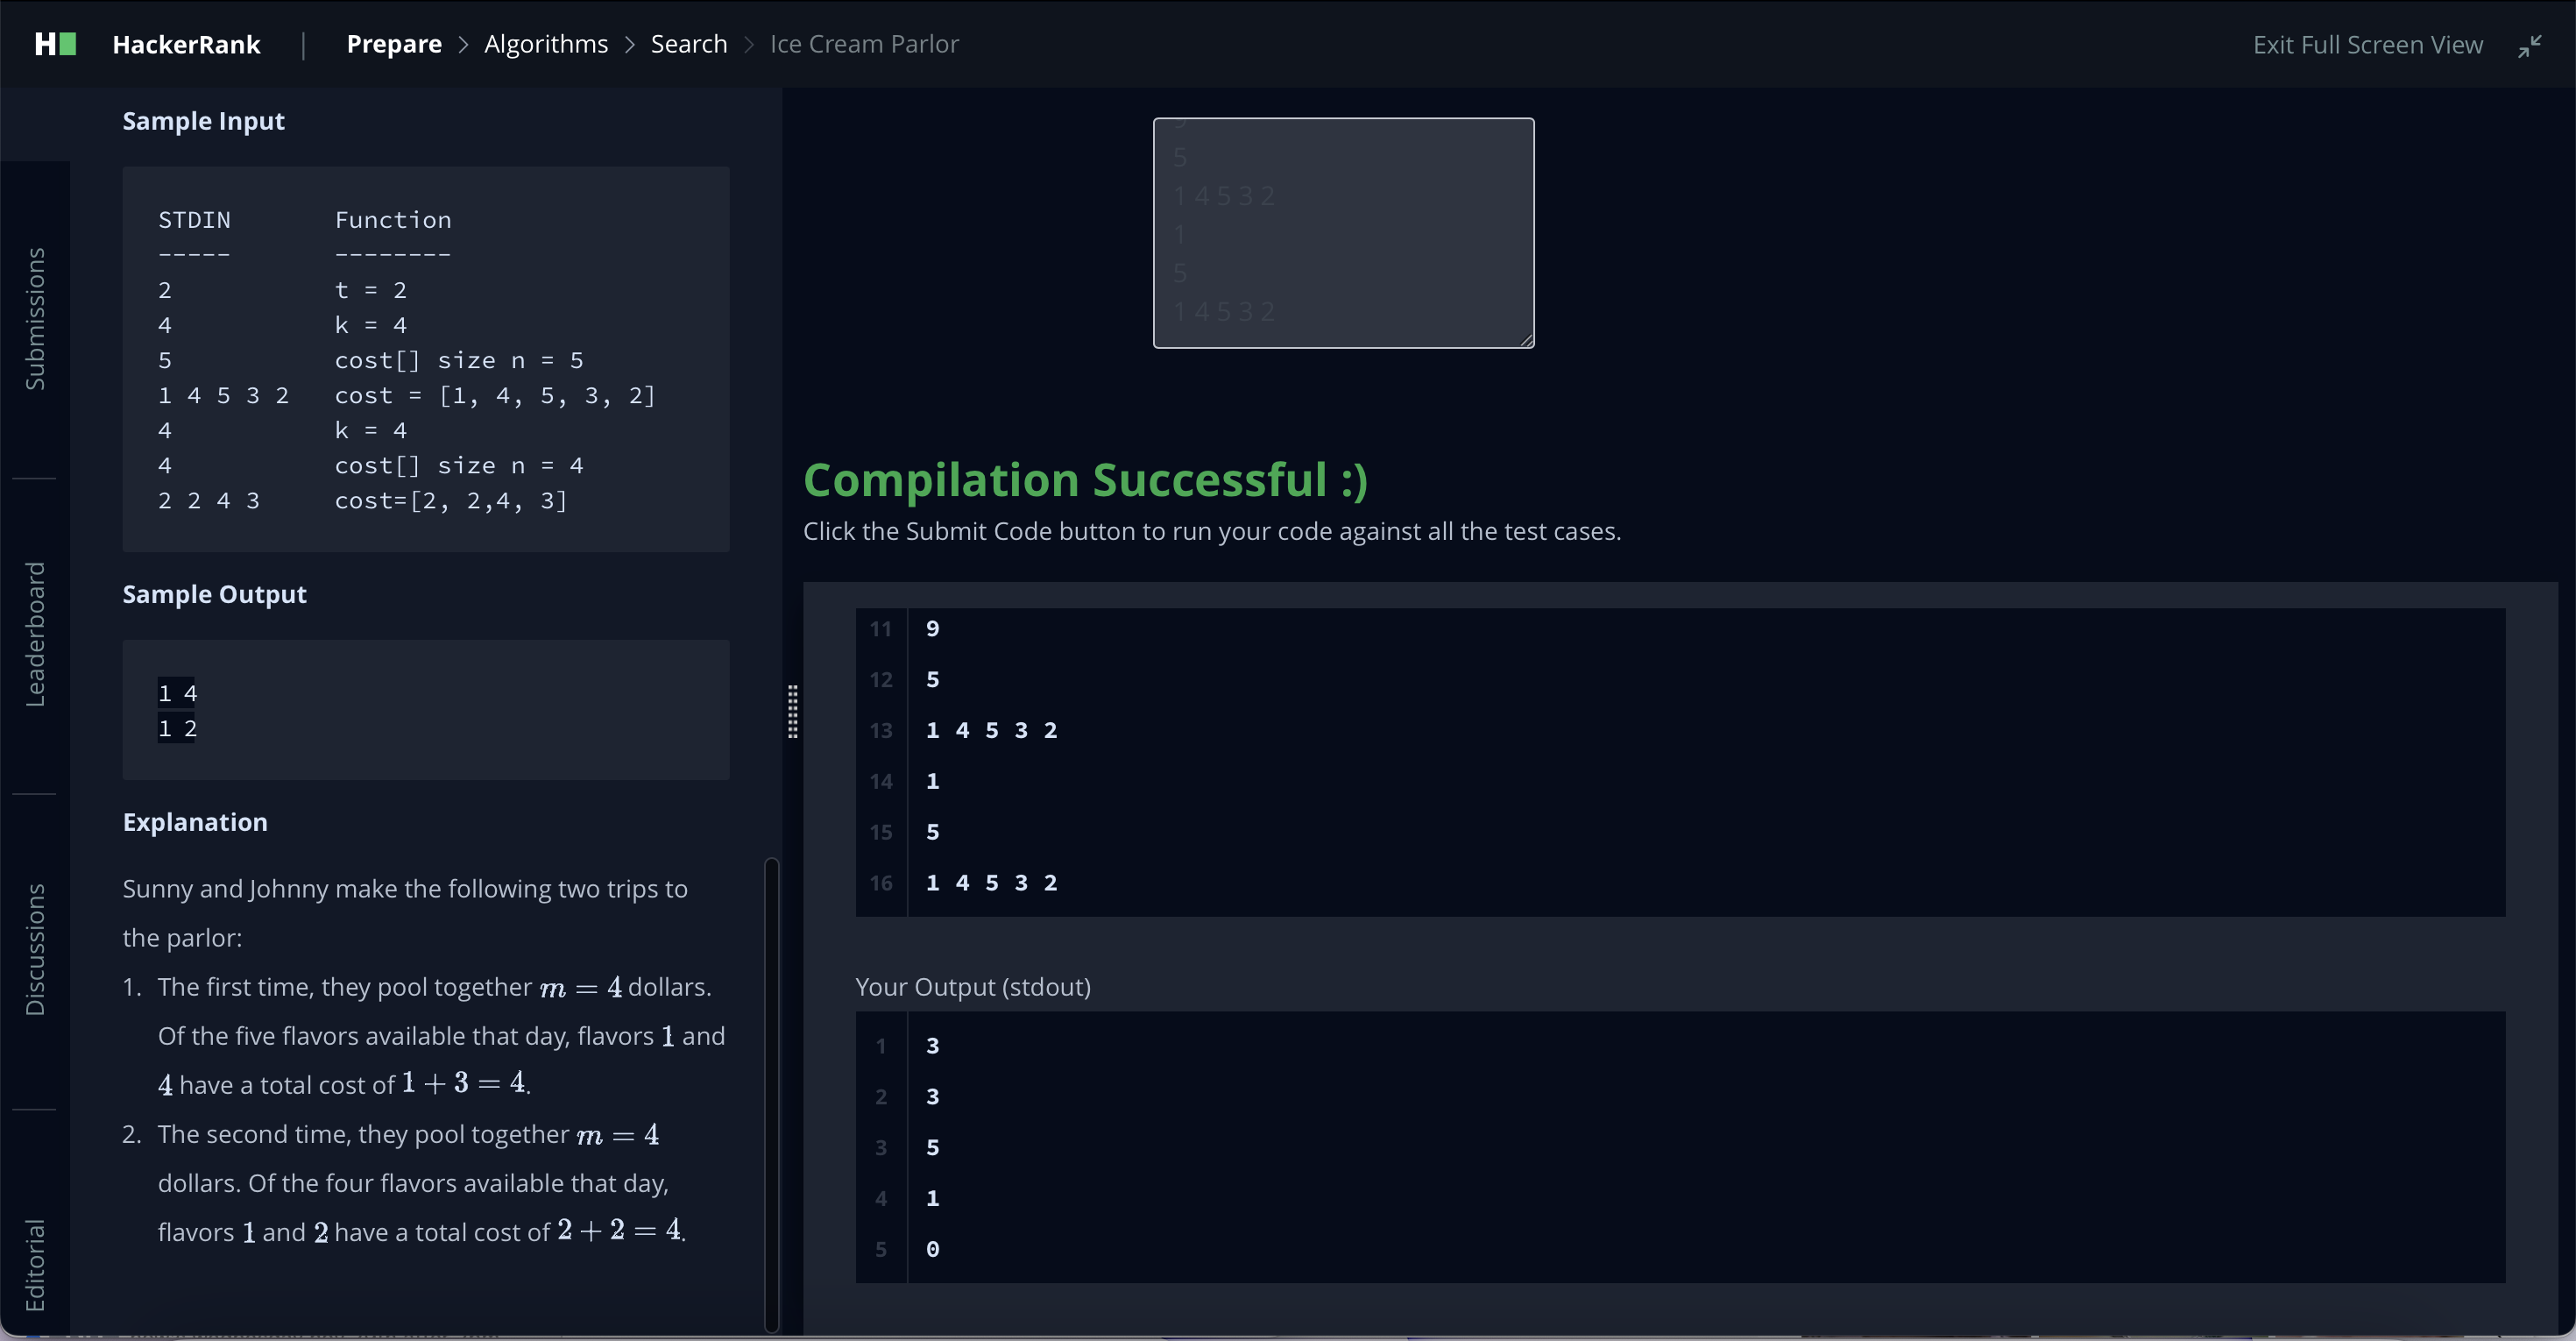 H HackerRank | Prepare > Algorithms > Search > Ice Cream Parlor Exit Full Screen View
Submissions
Leaderboard
Discussions
Editorial
Sample Input
STDIN Function
----- --------
2 t = 2
4 k = 4
5 cost[] size n = 5
1 4 5 3 2 cost = [1, 4, 5, 3, 2]
4 k = 4
4 cost[] size n = 4
2 2 4 3 cost=[2, 2,4, 3]
Sample Output
1 4
1 2
Explanation
Sunny and Johnny make the following two trips to
the parlor:
1. The first time, they pool together m = 4 dollars.
Of the five flavors available that day, flavors 1 and
4 have a total cost of 1 + 3 = 4.
2. The second time, they pool together m = 4
dollars. Of the four flavors available that day,
flavors 1 and 2 have a total cost of 2 + 2 = 4.
5
1 4 5 3 2
1
5
1 4 5 3 2
Compilation Successful :)
Click the Submit Code button to run your code against all the test cases.
11 9
12 5
13 1 4 5 3 2
14 1
15 5
16 1 4 5 3 2
Your Output (stdout)
1 3
2 3
3 5
4 1
5 0